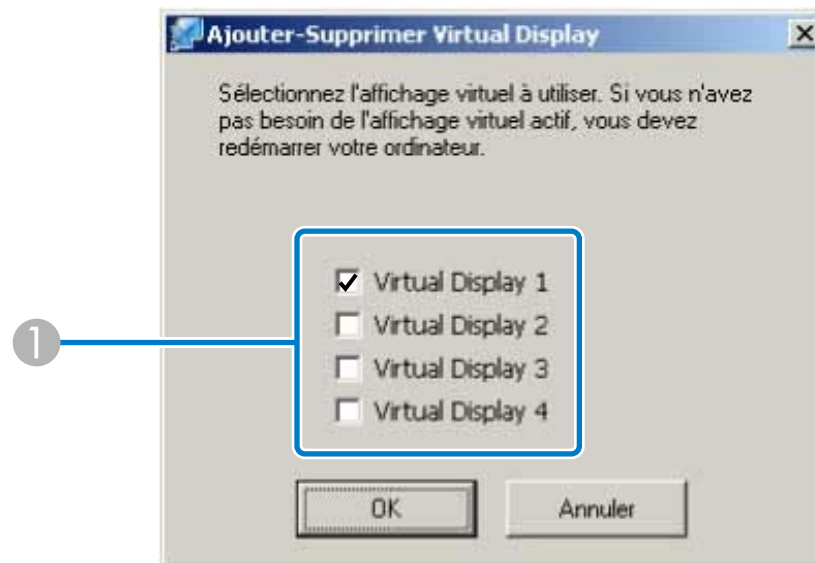 Ajouter-Supprimer Virtual Display
Sélectionnez l'affichage virtuel à utiliser. Si vous n'avez
pas besoin de l'affichage virtuel actif, vous devez
redémarrer votre ordinateur.
1
Virtual Display 1
Virtual Display 2
Virtual Display 3
Virtual Display 4
OK
Annuler